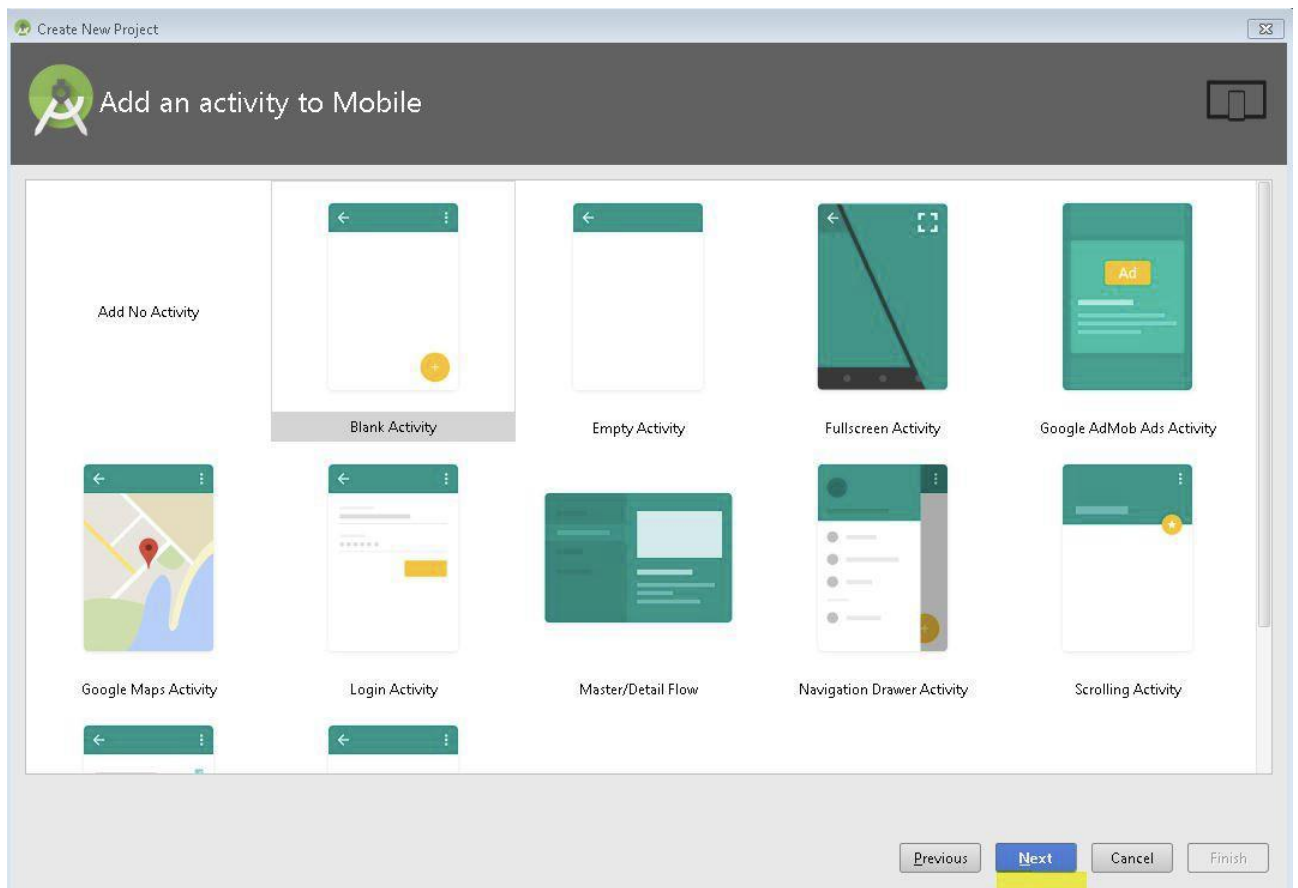 Create New Project
Add an activity to Mobile
Add No Activity
Blank Activity
Empty Activity
Fullscreen Activity
Ad
Google AdMob Ads Activity
Google Maps Activity
Login Activity
Master/Detail Flow
Navigation Drawer Activity
Scrolling Activity
Previous
Next
Cancel
Finish